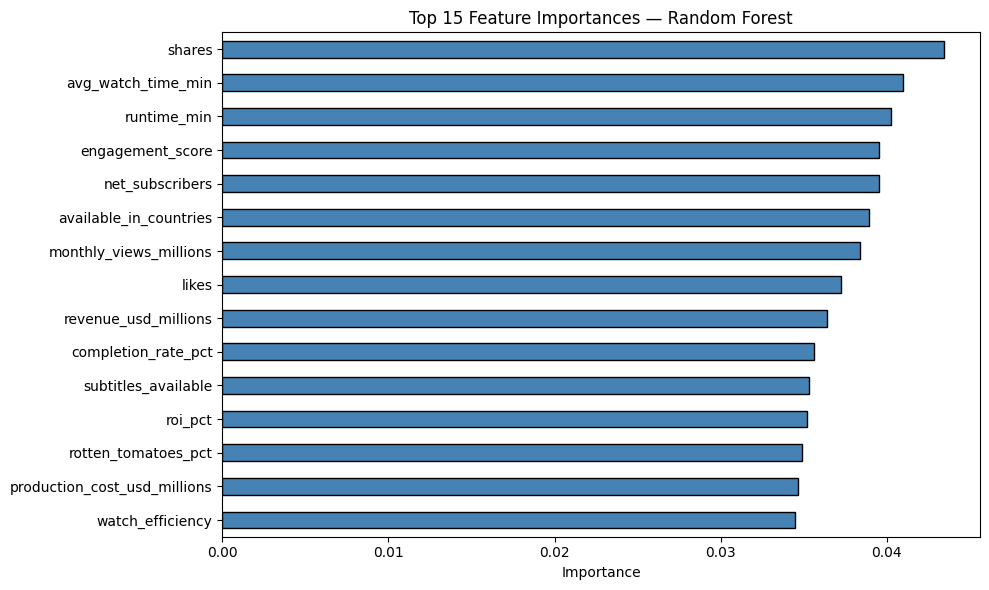 Top 15 Feature Importances — Random Forest
shares
avg_watch_time_min
runtime_min
engagement_score
net_subscribers
available_in_countries
monthly_views_millions
likes
revenue_usd_millions
completion_rate_pct
subtitles_available
roi_pct
rotten_tomatoes_pct
production_cost_usd_millions
watch_efficiency
0.00 0.01 0.02 0.03 0.04
Importance